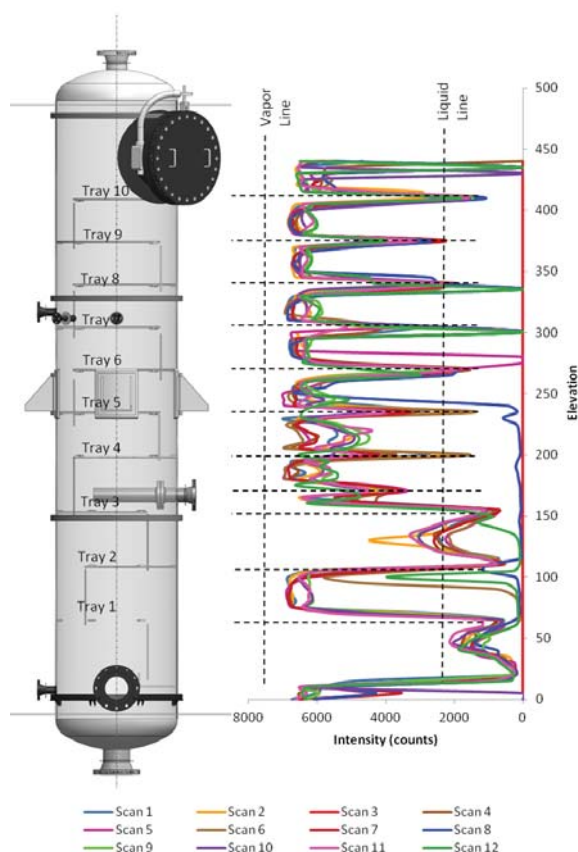 Vapor
Line
Liquid
Line
Tray 10
Tray 9
Tray 8
Tray 7
Tray 6
Tray 5
Tray 4
Tray 3
Tray 2
Tray 1
500
450
400
350
300
250
200
150
100
50
0
Elevation
8000 6000 4000 2000 0
Intensity (counts)
Scan 1 Scan 2 Scan 3 Scan 4
Scan 5 Scan 6 Scan 7 Scan 8
Scan 9 Scan 10 Scan 11 Scan 12